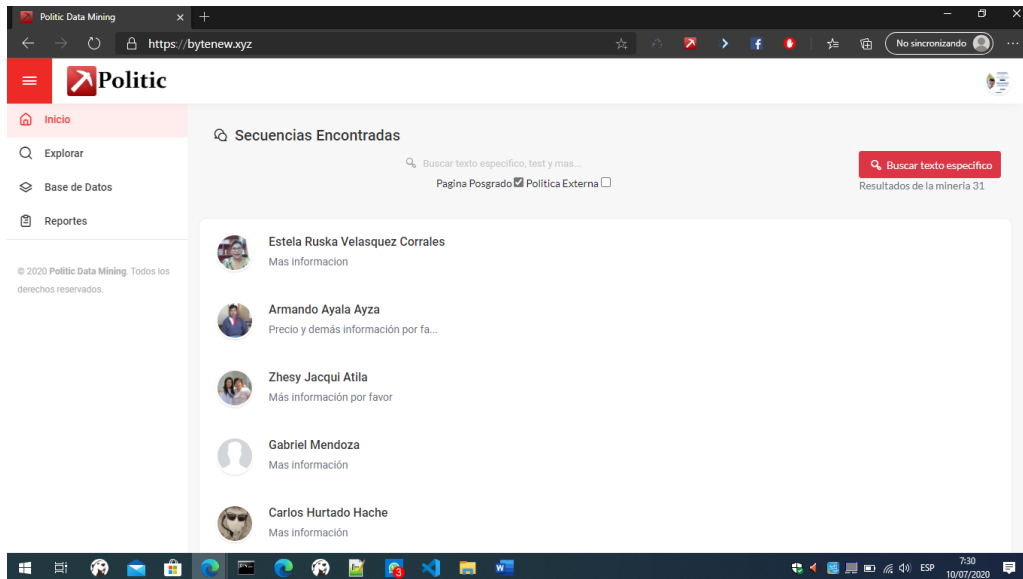 Politic Data Mining
https://bytenew.xyz
No sincronizando
Politic
Inicio
Explorar
Base de Datos
Reportes
© 2020 Politic Data Mining. Todos los
derechos reservados.
Secuencias Encontradas
Buscar texto especifico, test y mas...
Pagina Posgrado Politica Externa
Buscar texto especifico
Resultados de la mineria 31
Estela Ruska Velasquez Corrales
Mas informacion
Armando Ayala Ayza
Precio y demás información por fa...
Zhesy Jacqui Atila
Más información por favor
Gabriel Mendoza
Mas información
Carlos Hurtado Hache
Mas información
ESP
7:30
10/07/2020